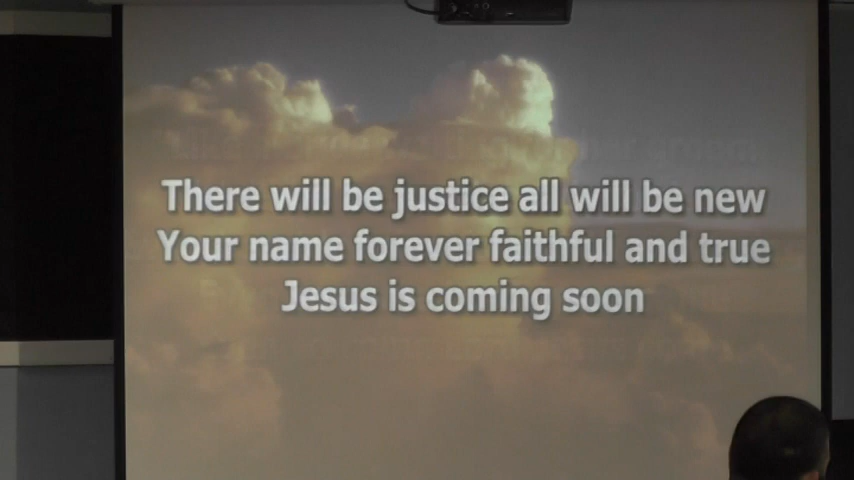 There will be justice all will be new
Your name forever faithful and true
Jesus is coming soon